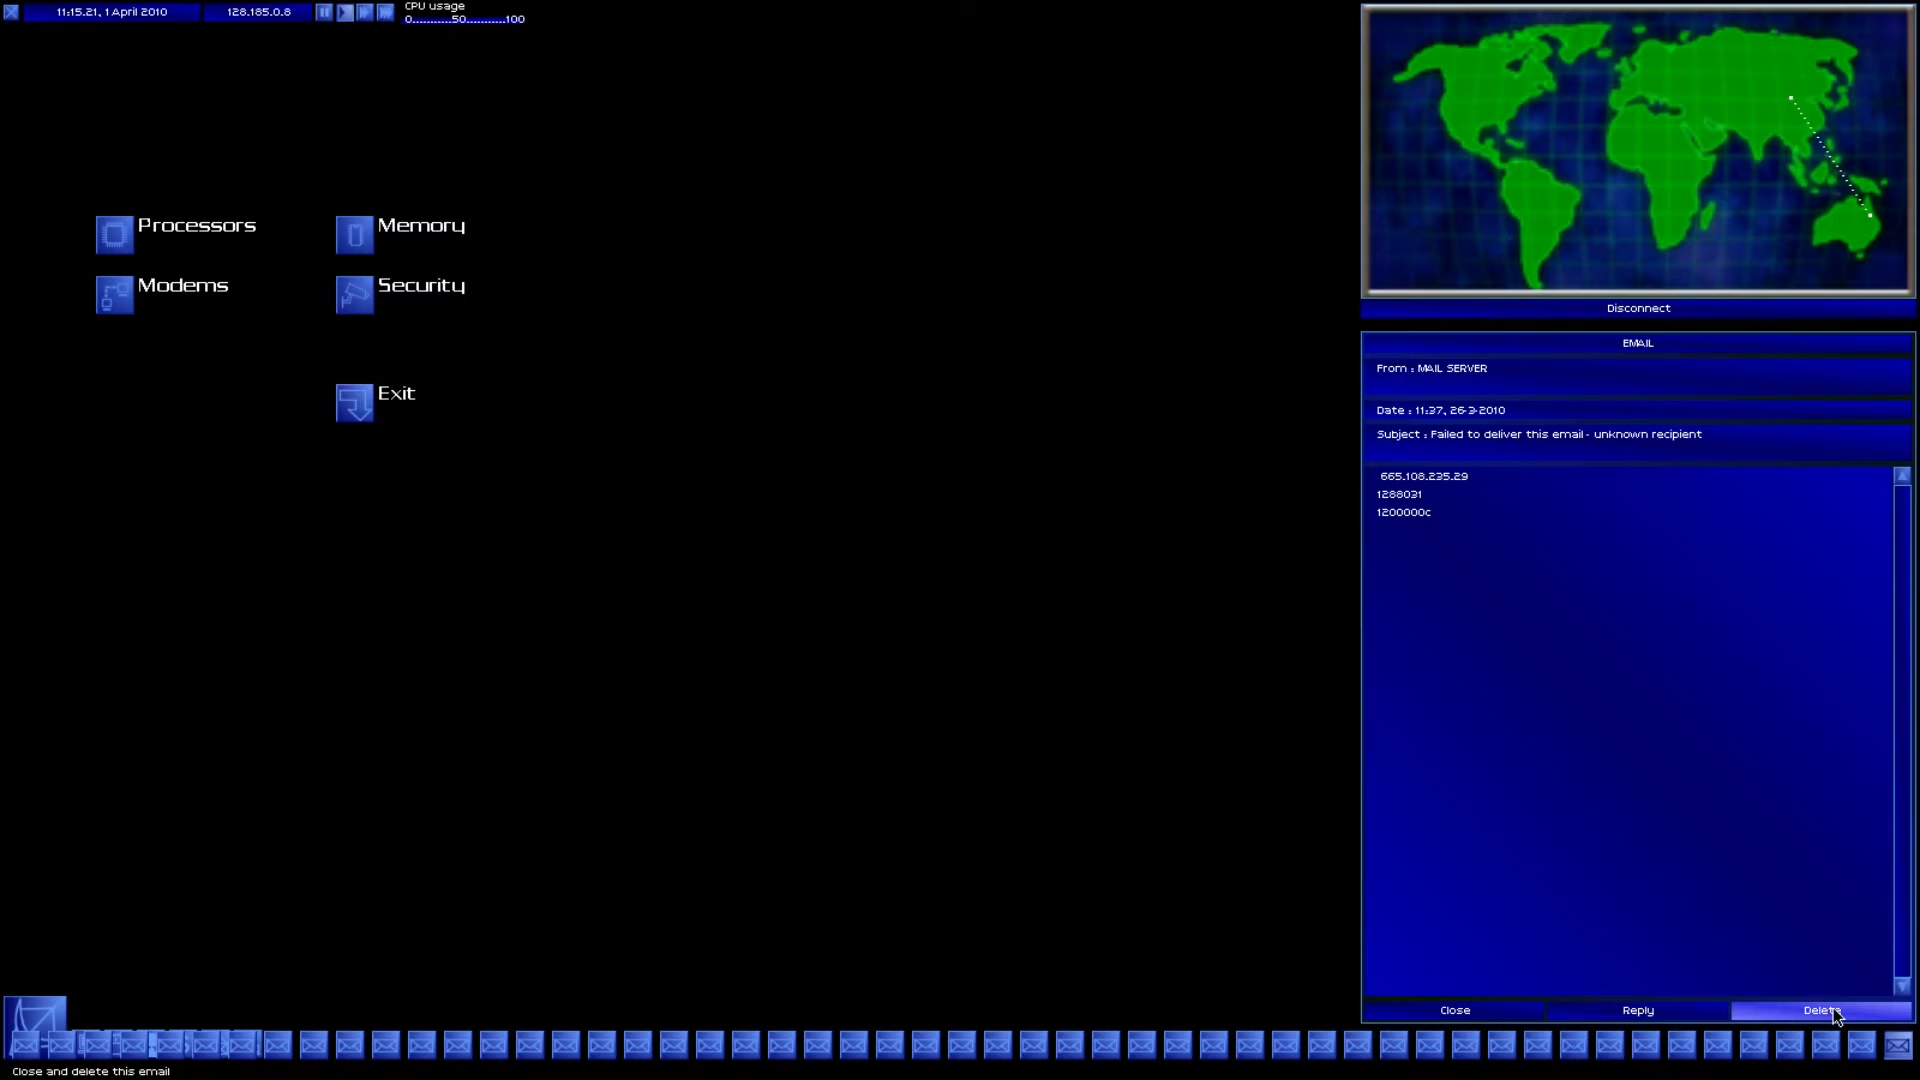 11:15.21, 1 April 2010
128.185.0.8
CPU usage
0............50...........100
Processors
Memory
Modems
Security
Exit
Disconnect
EMAIL
From : MAIL SERVER
Date : 11:37, 26-3-2010
Subject : Failed to deliver this email - unknown recipient
665.108.235.29
1288031
1200000c
Close
Reply
Delete
Close and delete this email